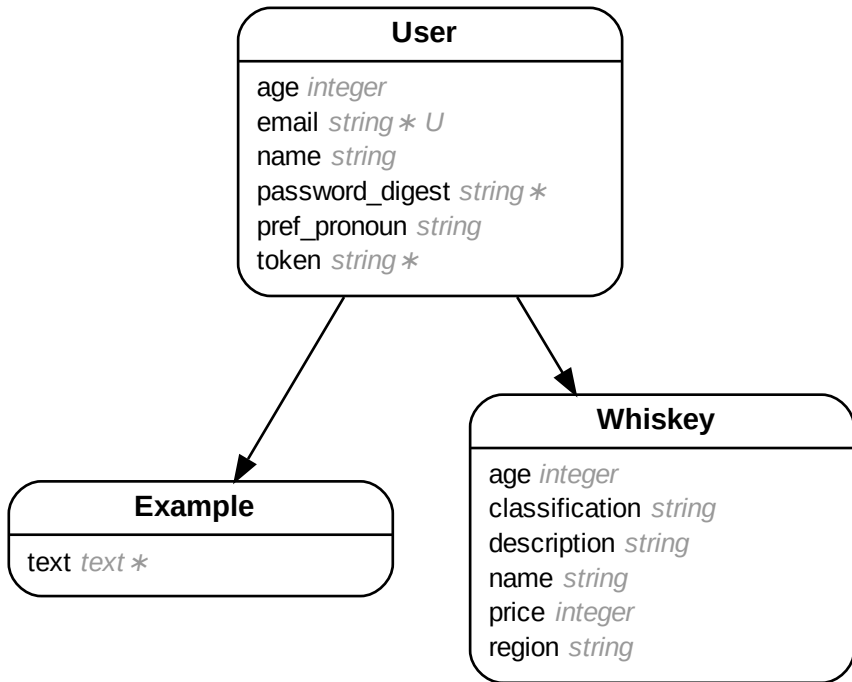 User
age integer
email string∗ U
name string
password_digest string∗
pref_pronoun string
token string∗
Example
text text∗
Whiskey
age integer
classification string
description string
name string
price integer
region string